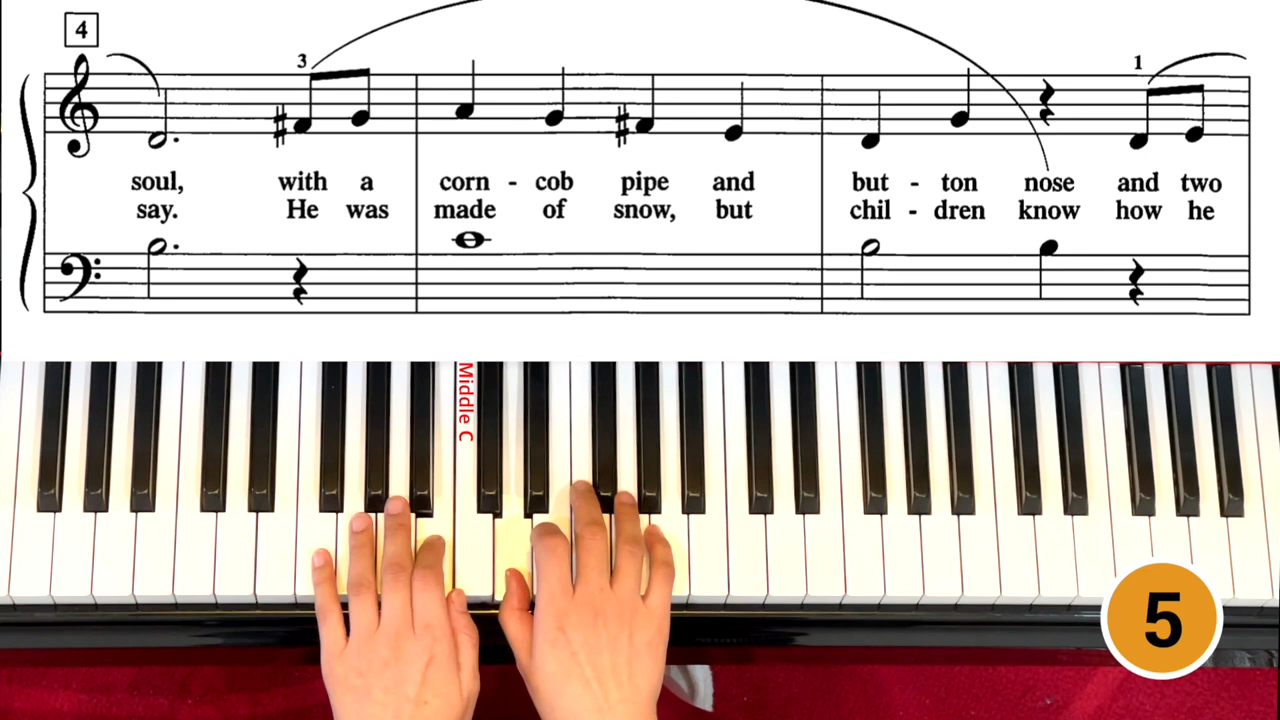 4
3
1
soul, with a corn - cob pipe and but - ton nose and two
say. He was made of snow, but chil - dren know how he
Middle C
5